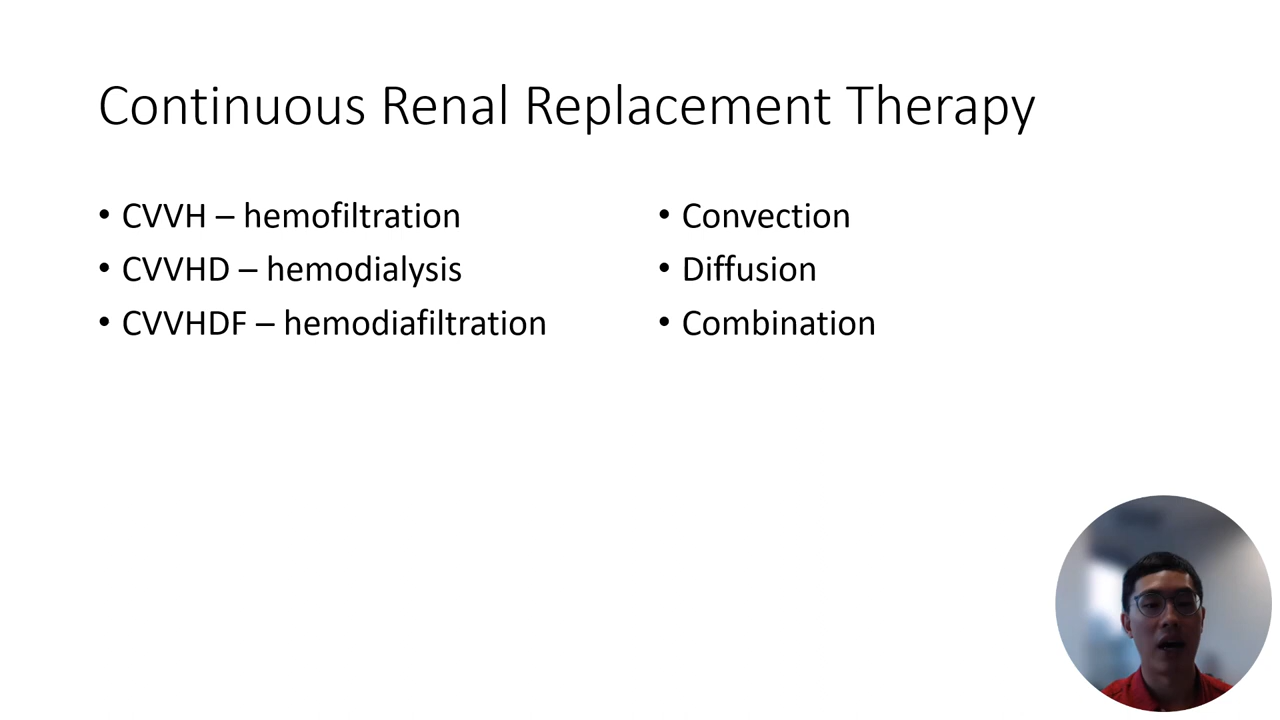 Continuous Renal Replacement Therapy
• CVVH – hemofiltration
• CVVHD – hemodialysis
• CVVHDF – hemodiafiltration
• Convection
• Diffusion
• Combination